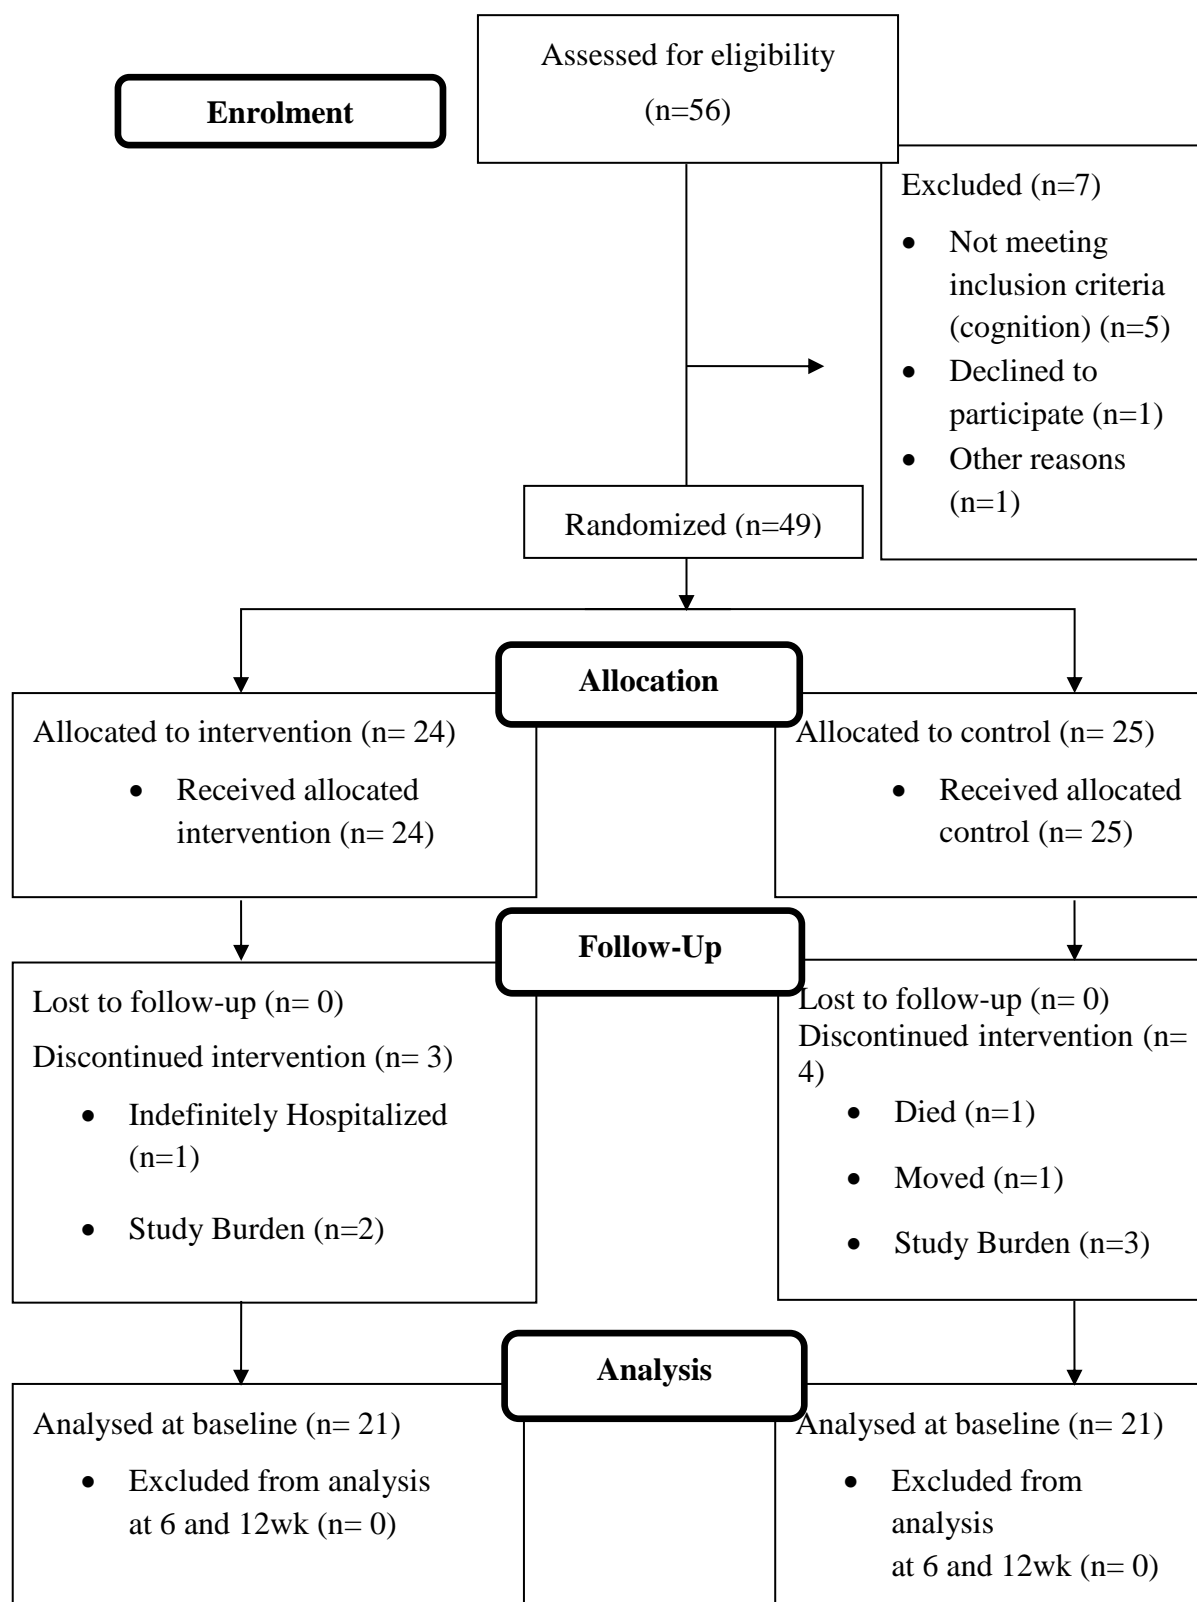 Assessed for eligibility
(n=56)
Enrolment
Excluded (n=7)
• Not meeting
inclusion criteria
(cognition) (n=5)
• Declined to
participate (n=1)
• Other reasons
(n=1)
Randomized (n=49)
Allocation
Allocated to intervention (n= 24)
• Received allocated
intervention (n= 24)
Allocated to control (n= 25)
• Received allocated
control (n= 25)
Follow-Up
Lost to follow-up (n= 0)
Discontinued intervention (n= 3)
• Indefinitely Hospitalized
(n=1)
• Study Burden (n=2)
Lost to follow-up (n= 0)
Discontinued intervention (n=
4)
• Died (n=1)
• Moved (n=1)
• Study Burden (n=3)
Analysis
Analysed at baseline (n= 21)
• Excluded from analysis
at 6 and 12wk (n= 0)
Analysed at baseline (n= 21)
• Excluded from
analysis
at 6 and 12wk (n= 0)